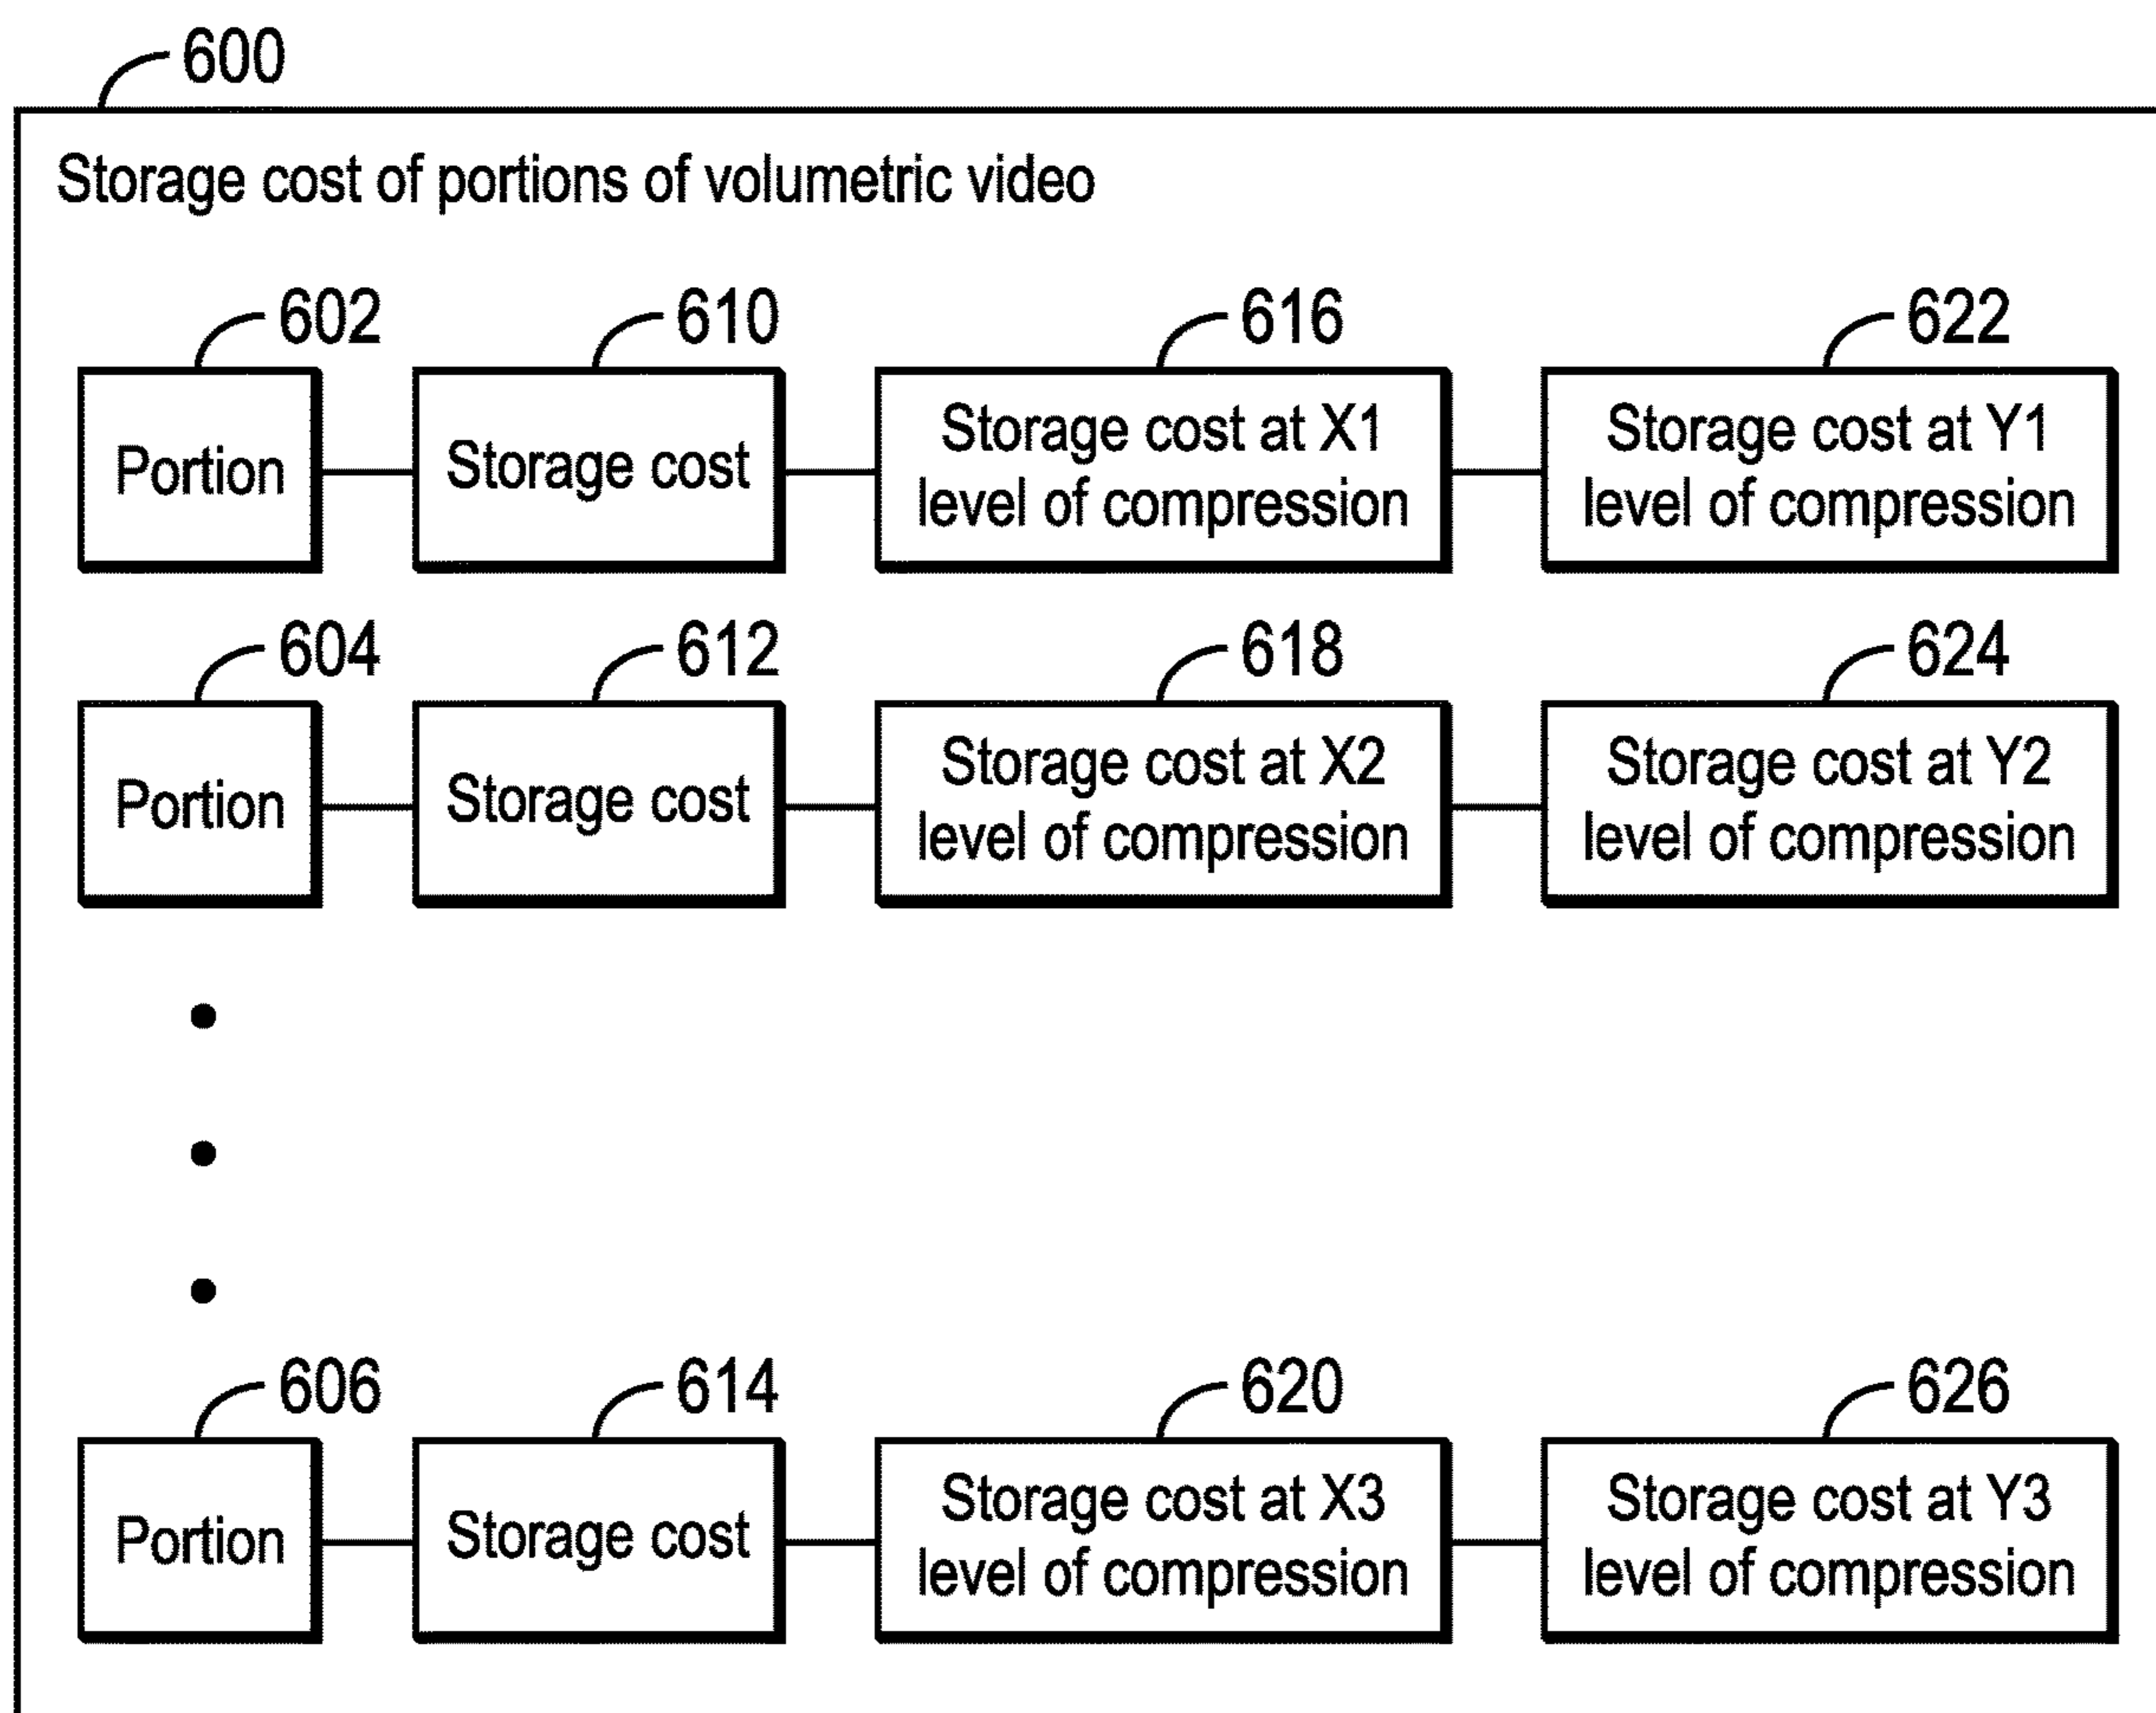 600
Storage cost of portions of volumetric video
602
610
616
622
Portion
Storage cost
Storage cost at X1
level of compression
Storage cost at Y1
level of compression
604
612
618
624
Portion
Storage cost
Storage cost at X2
level of compression
Storage cost at Y2
level of compression
606
614
620
626
Portion
Storage cost
Storage cost at X3
level of compression
Storage cost at Y3
level of compression